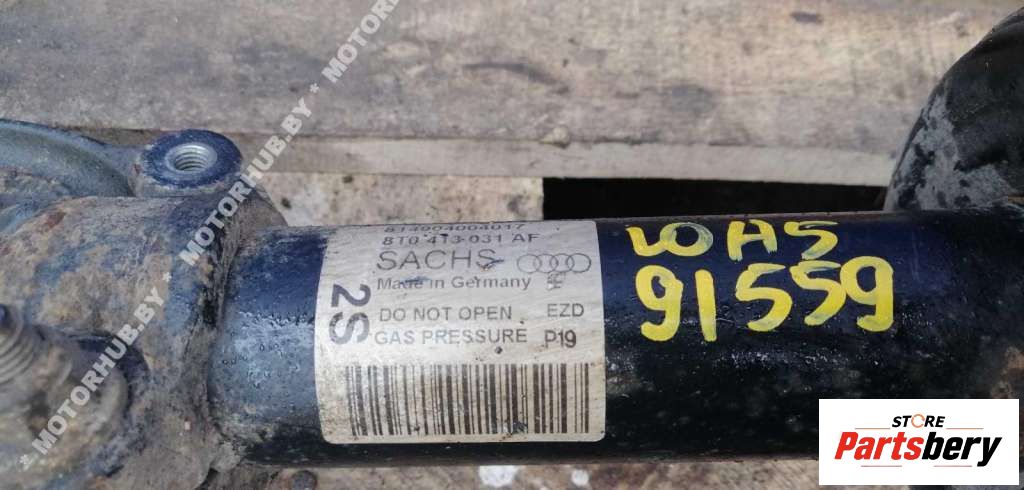 8T0 413 031 AF
SACHS
Made in Germany
2S
DO NOT OPEN EZD
GAS PRESSURE P19
WAS
91559
* MOTORHUB.BY * MOTORHUB.BY * MOTORHUB.BY
STORE
Partsbery